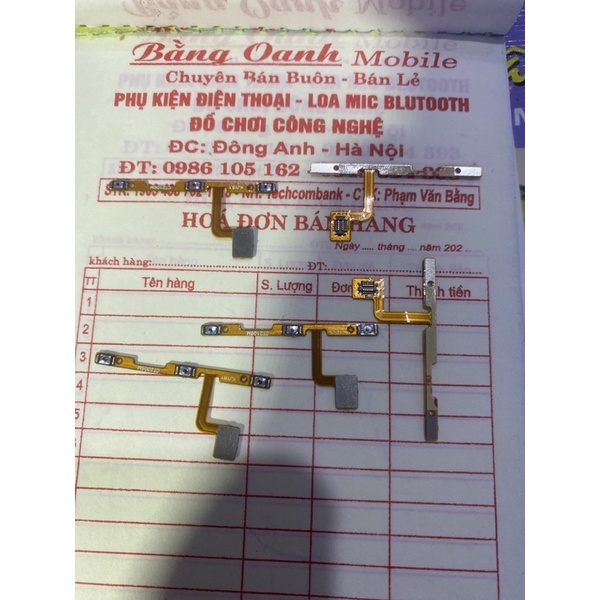 Bằng Oanh Mobile
Chuyên Bán Buôn - Bán Lẻ
PHỤ KIỆN ĐIỆN THOẠI - LOA MIC BLUTOOTH
ĐỒ CHƠI CÔNG NGHỆ
ĐC: Đông Anh - Hà Nội
ĐT: 0986 105 162 -
NH: Techcombank - CTK: Phạm Văn Bằng
HOÁ ĐƠN BÁN HÀNG
Ngày ..... tháng ... năm 202 ...
khách hàng: ĐT:
TT Tên hàng S. Lượng Đơn Thành tiền
1
2
3
4
5